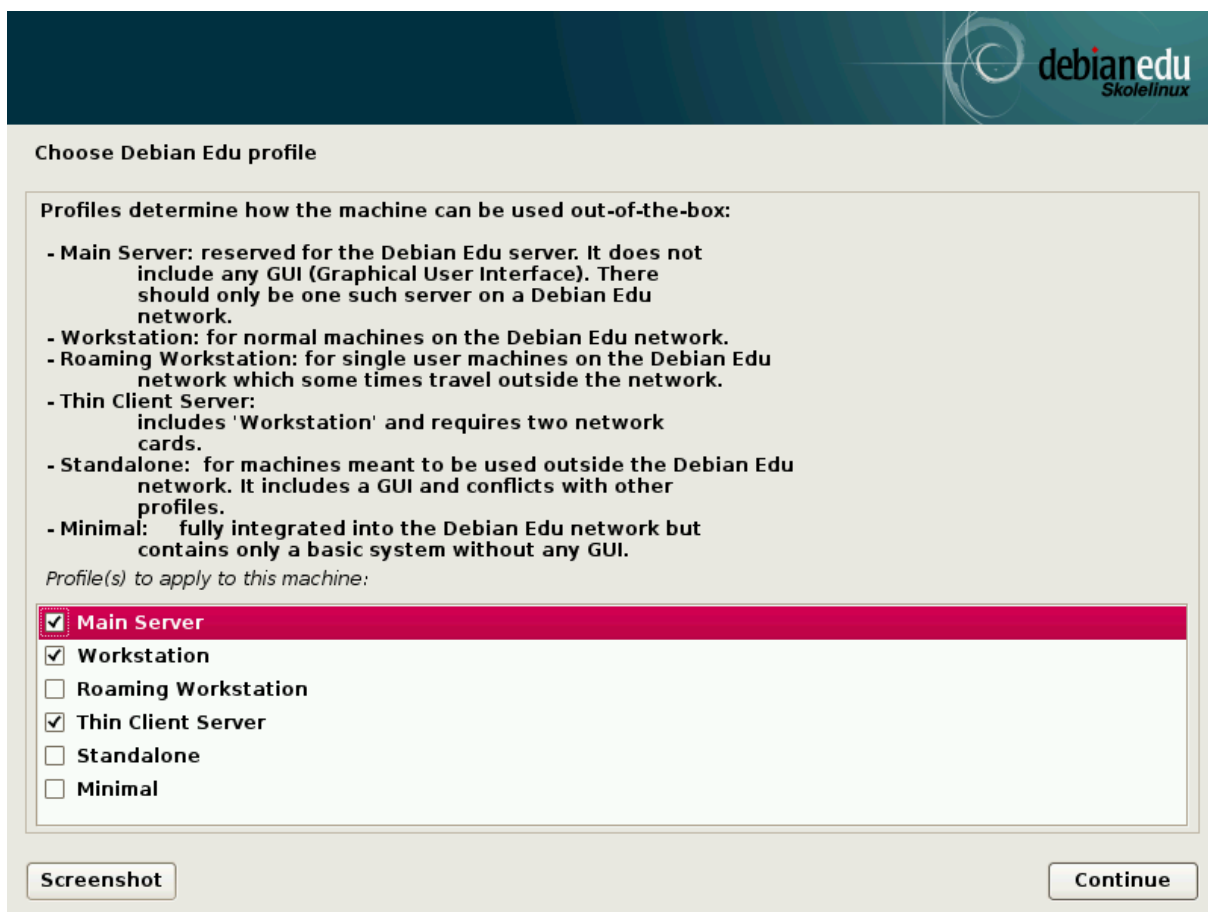 debianedu
Skolelinux
Choose Debian Edu profile
Profiles determine how the machine can be used out-of-the-box:
- Main Server: reserved for the Debian Edu server. It does not
include any GUI (Graphical User Interface). There
should only be one such server on a Debian Edu
network.
- Workstation: for normal machines on the Debian Edu network.
- Roaming Workstation: for single user machines on the Debian Edu
network which some times travel outside the network.
- Thin Client Server:
includes 'Workstation' and requires two network
cards.
- Standalone: for machines meant to be used outside the Debian Edu
network. It includes a GUI and conflicts with other
profiles.
- Minimal: fully integrated into the Debian Edu network but
contains only a basic system without any GUI.
Profile(s) to apply to this machine:
Main Server
Workstation
Roaming Workstation
Thin Client Server
Standalone
Minimal
Screenshot
Continue